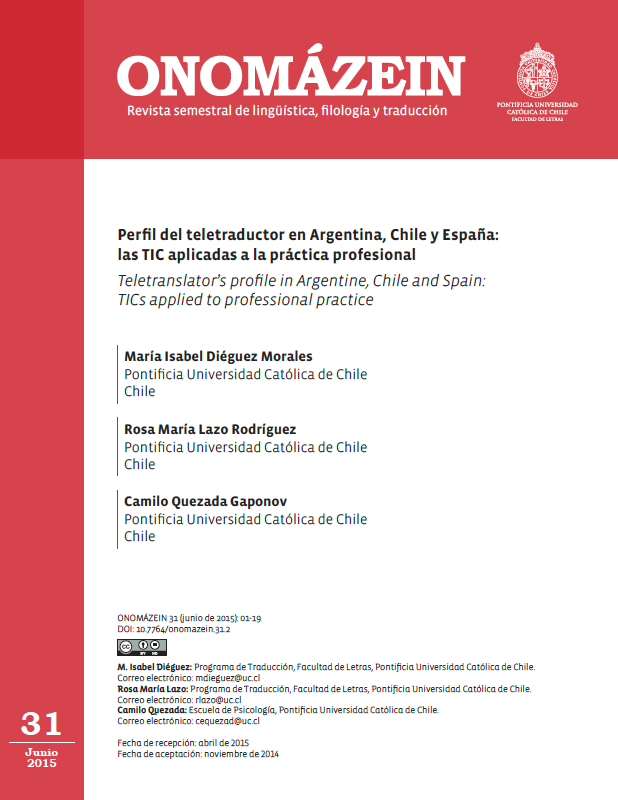 ONOMÁZEIN
Revista semestral de lingüística, filología y traducción
PONTIFICIA UNIVERSIDAD
CATÓLICA DE CHILE
FACULTAD DE LETRAS
Perfil del teletraductor en Argentina, Chile y España:
las TIC aplicadas a la práctica profesional
Teletranslator's profile in Argentine, Chile and Spain:
TICs applied to professional practice
María Isabel Diéguez Morales
Pontificia Universidad Católica de Chile
Chile
Rosa María Lazo Rodríguez
Pontificia Universidad Católica de Chile
Chile
Camilo Quezada Gaponov
Pontificia Universidad Católica de Chile
Chile
ONOMÁZEIN 31 (junio de 2015): 01-19
DOI: 10.7764/onomazein.31.2
cc BY ND
M. Isabel Diéguez: Programa de Traducción, Facultad de Letras, Pontificia Universidad Católica de Chile.
Correo electrónico: mdieguez@uc.cl
Rosa María Lazo: Programa de Traducción, Facultad de Letras, Pontificia Universidad Católica de Chile.
Correo electrónico: rlazo@uc.cl
Camilo Quezada: Escuela de Psicología, Pontificia Universidad Católica de Chile.
Correo electrónico: cequezad@uc.cl
Fecha de recepción: abril de 2015
Fecha de aceptación: noviembre de 2014
31
Junio
2015